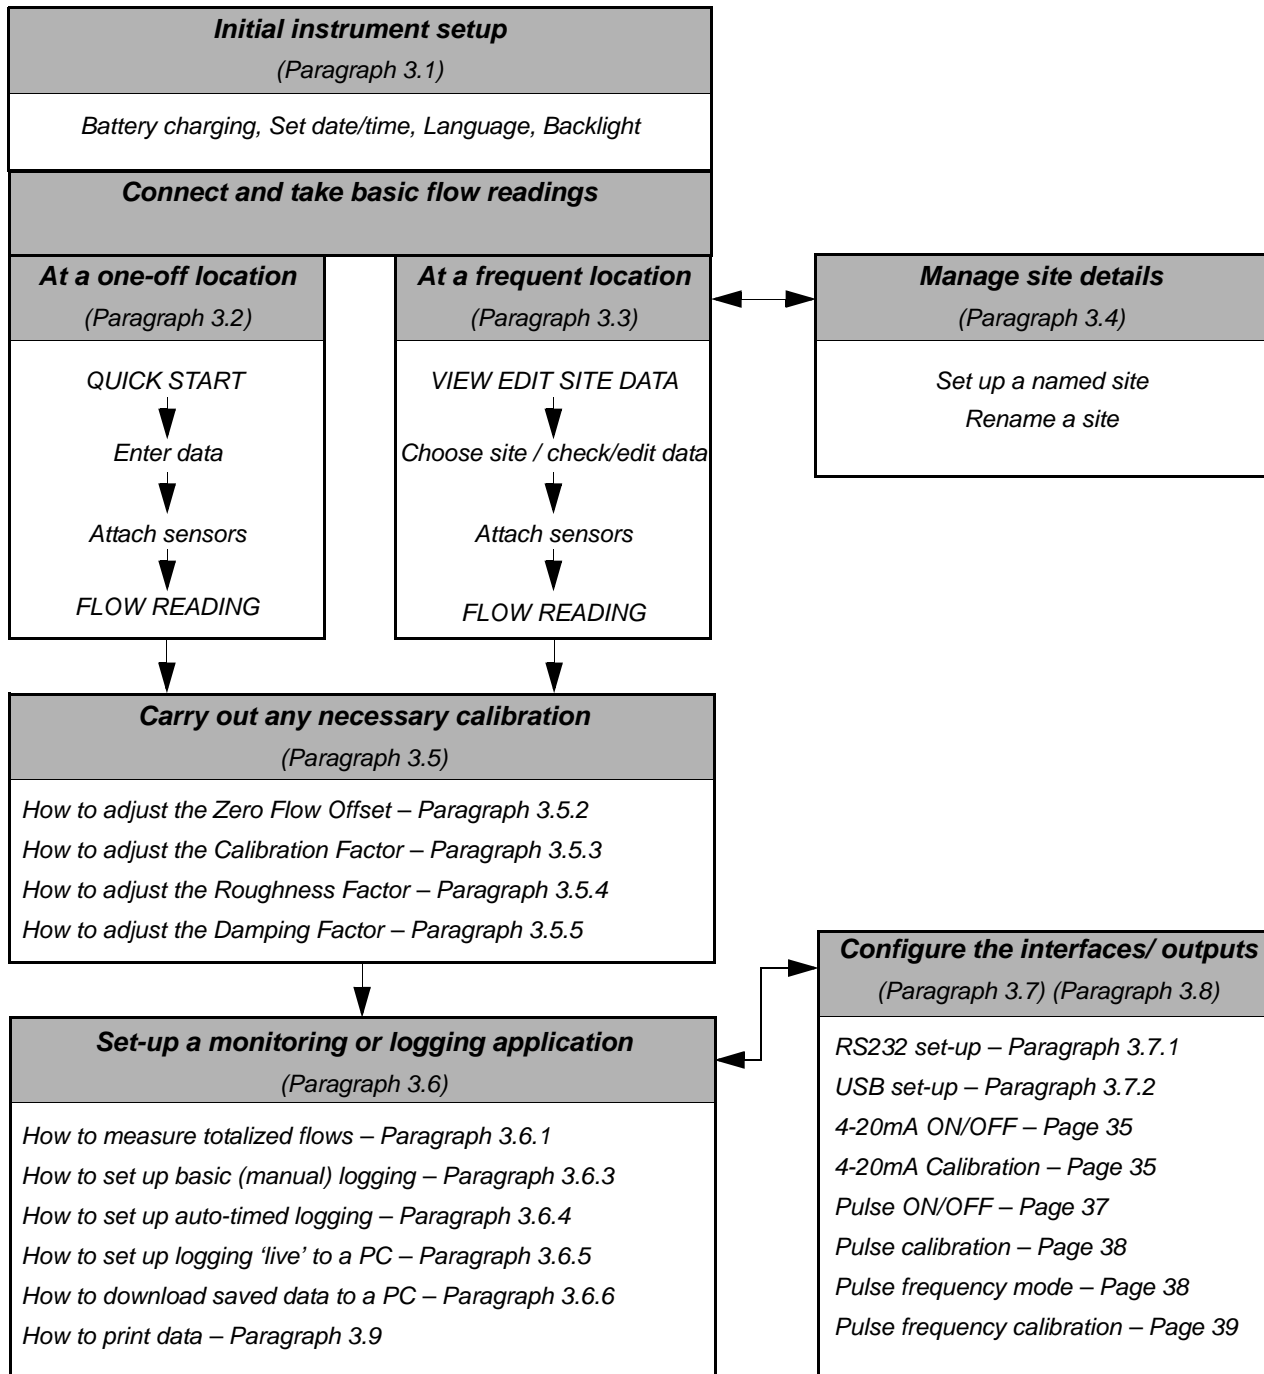 Initial instrument setup
(Paragraph 3.1)
Battery charging, Set date/time, Language, Backlight
Connect and take basic flow readings
At a one-off location
(Paragraph 3.2)
QUICK START
Enter data
Attach sensors
FLOW READING
At a frequent location
(Paragraph 3.3)
VIEW EDIT SITE DATA
Choose site / check/edit data
Attach sensors
FLOW READING
Manage site details
(Paragraph 3.4)
Set up a named site
Rename a site
Carry out any necessary calibration
(Paragraph 3.5)
How to adjust the Zero Flow Offset – Paragraph 3.5.2
How to adjust the Calibration Factor – Paragraph 3.5.3
How to adjust the Roughness Factor – Paragraph 3.5.4
How to adjust the Damping Factor – Paragraph 3.5.5
Set-up a monitoring or logging application
(Paragraph 3.6)
How to measure totalized flows – Paragraph 3.6.1
How to set up basic (manual) logging – Paragraph 3.6.3
How to set up auto-timed logging – Paragraph 3.6.4
How to set up logging ‘live’ to a PC – Paragraph 3.6.5
How to download saved data to a PC – Paragraph 3.6.6
How to print data – Paragraph 3.9
Configure the interfaces/ outputs
(Paragraph 3.7) (Paragraph 3.8)
RS232 set-up – Paragraph 3.7.1
USB set-up – Paragraph 3.7.2
4-20mA ON/OFF – Page 35
4-20mA Calibration – Page 35
Pulse ON/OFF – Page 37
Pulse calibration – Page 38
Pulse frequency mode – Page 38
Pulse frequency calibration – Page 39